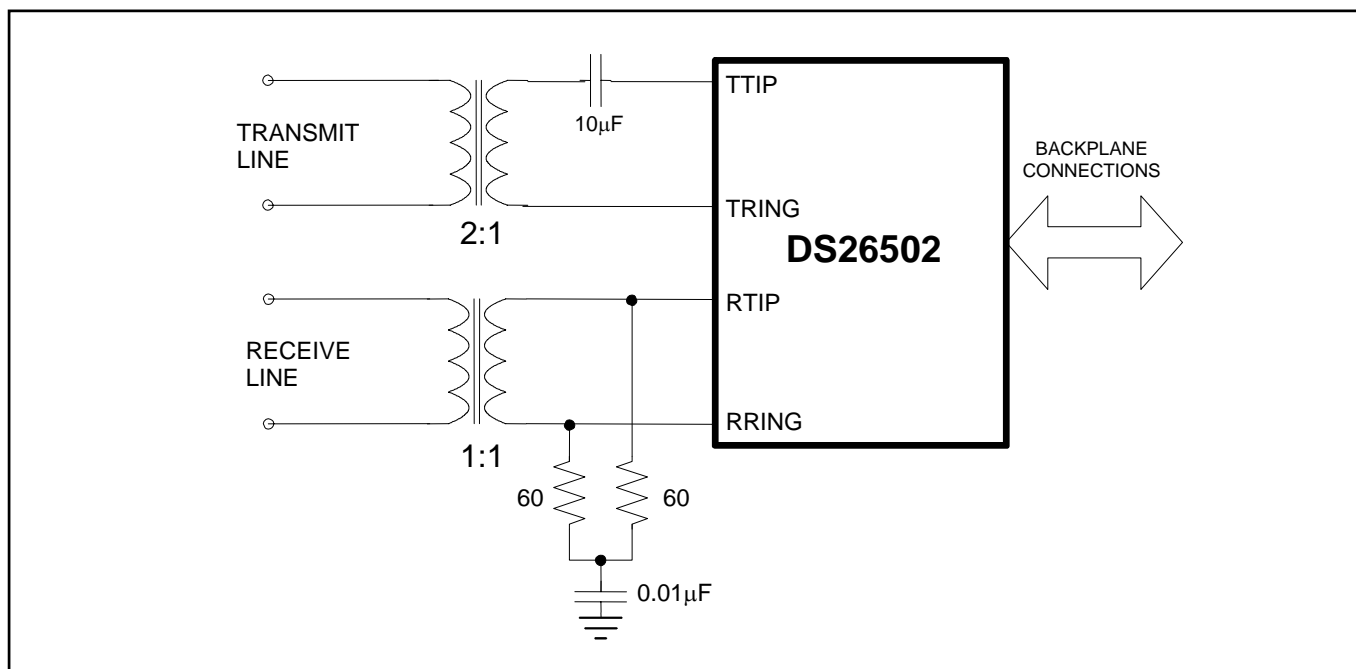 TTIP
10μF
TRANSMIT
LINE
BACKPLANE
CONNECTIONS
TRING
2:1
DS26502
RTIP
RECEIVE
LINE
RRING
1:1
60
60
0.01μF